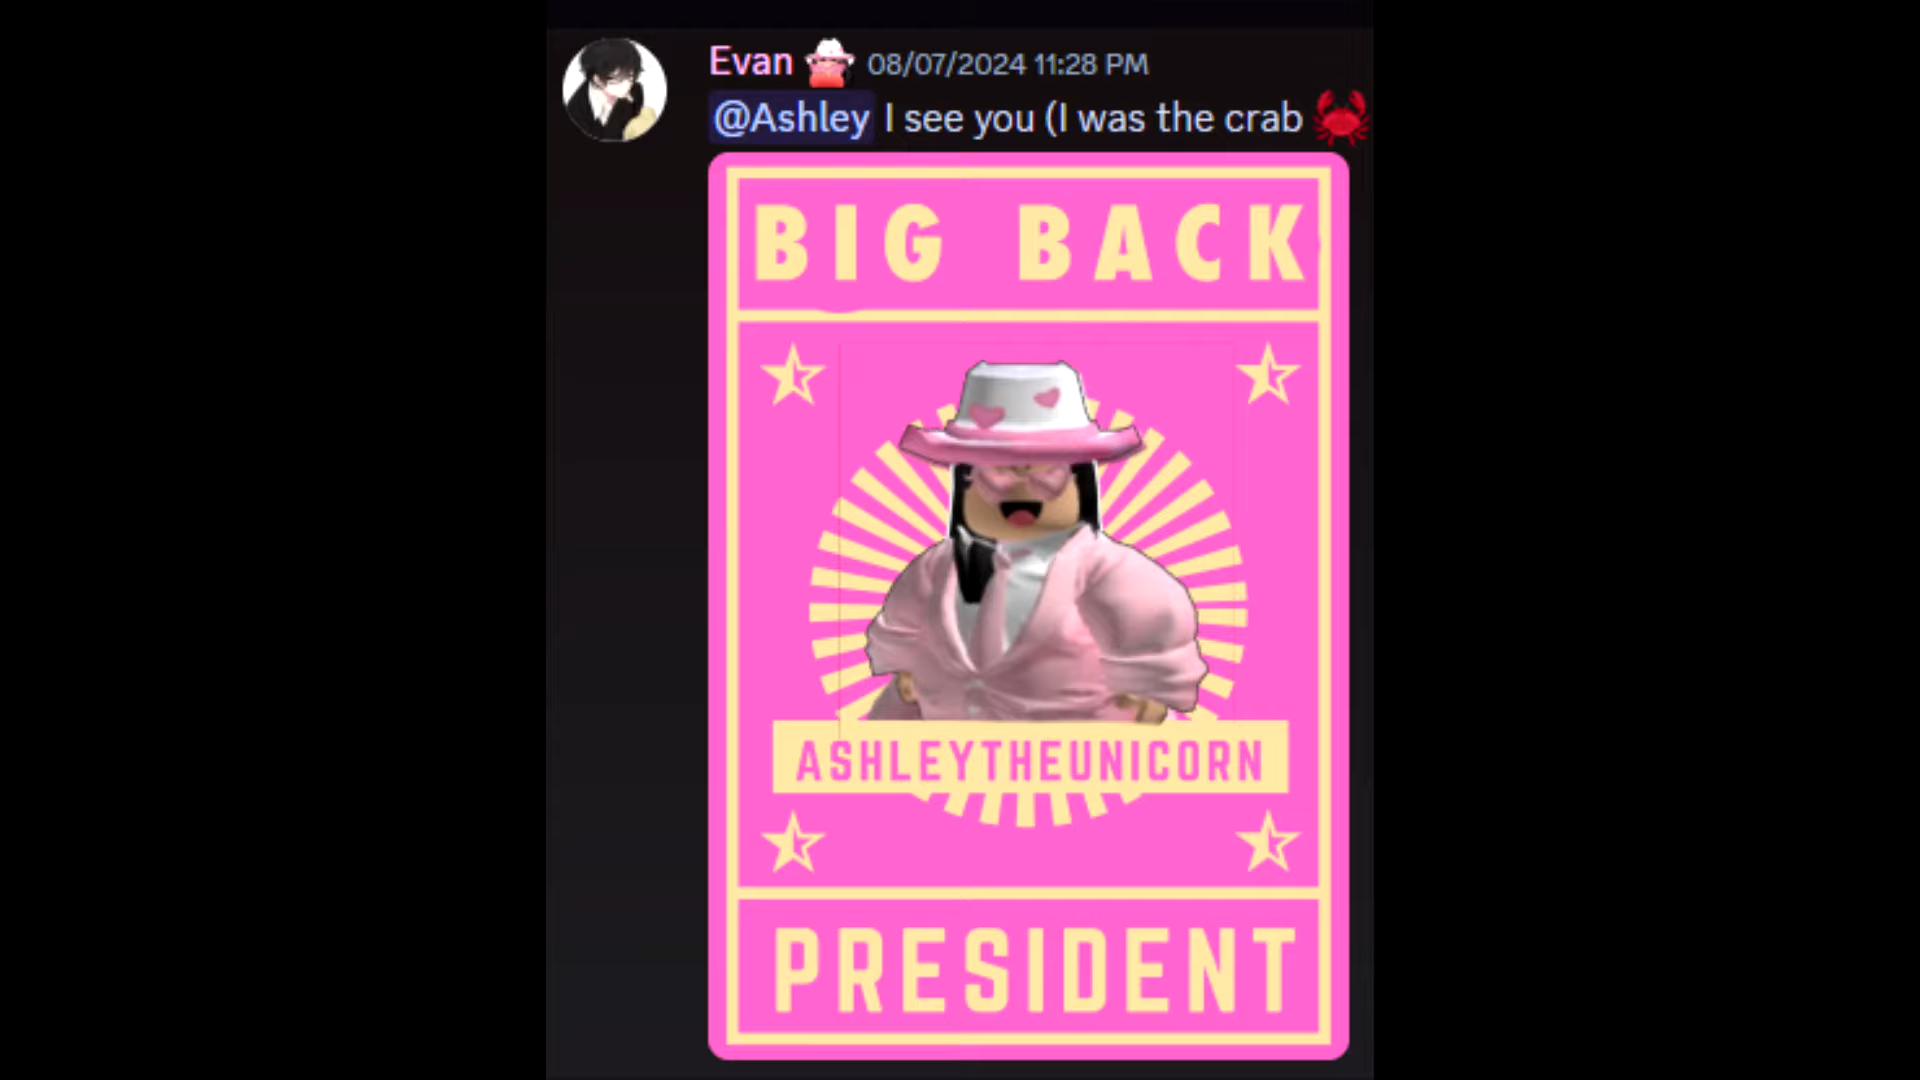 Evan 08/07/2024 11:28 PM
@Ashley I see you (I was the crab 🦀
BIG BACK
ASHLEYTHEUNICORN
PRESIDENT